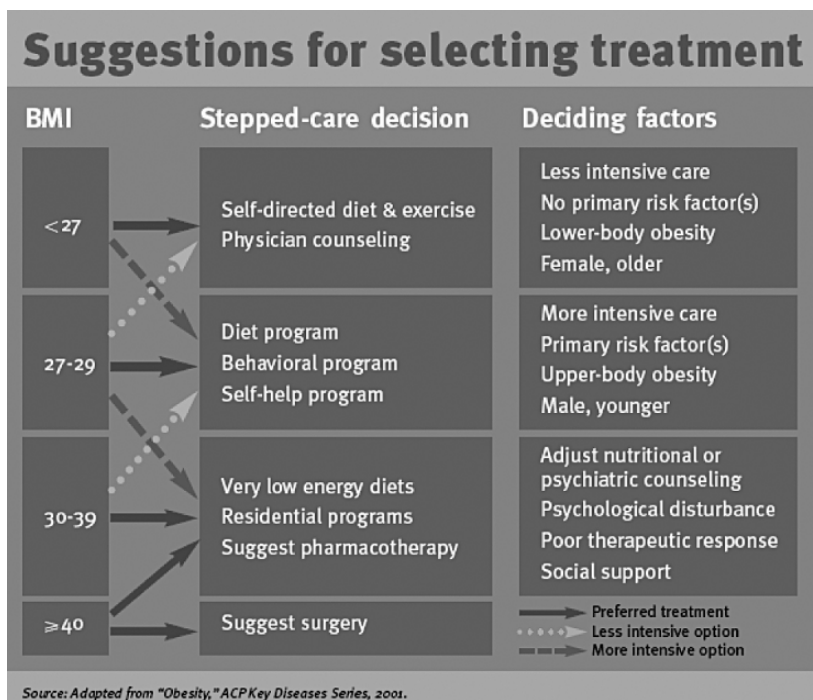 Suggestions for selecting treatment
BMI
Stepped-care decision
Deciding factors
<27
Self-directed diet & exercise
Physician counseling
Less intensive care
No primary risk factor(s)
Lower-body obesity
Female, older
27-29
Diet program
Behavioral program
Self-help program
More intensive care
Primary risk factor(s)
Upper-body obesity
Male, younger
30-39
Very low energy diets
Residential programs
Suggest pharmacotherapy
Adjust nutritional or
psychiatric counseling
Psychological disturbance
Poor therapeutic response
Social support
⩾40
Suggest surgery
Preferred treatment
Less intensive option
More intensive option
Source: Adapted from "Obesity," ACP Key Diseases Series, 2001.